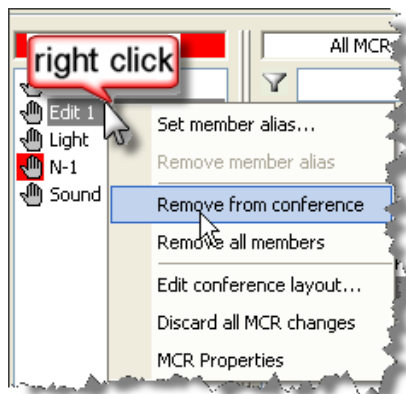 All MCR
right click
Edit 1
Light
N-1
Sound
Set member alias...
Remove member alias
Remove from conference
Remove all members
Edit conference layout...
Discard all MCR changes
MCR Properties